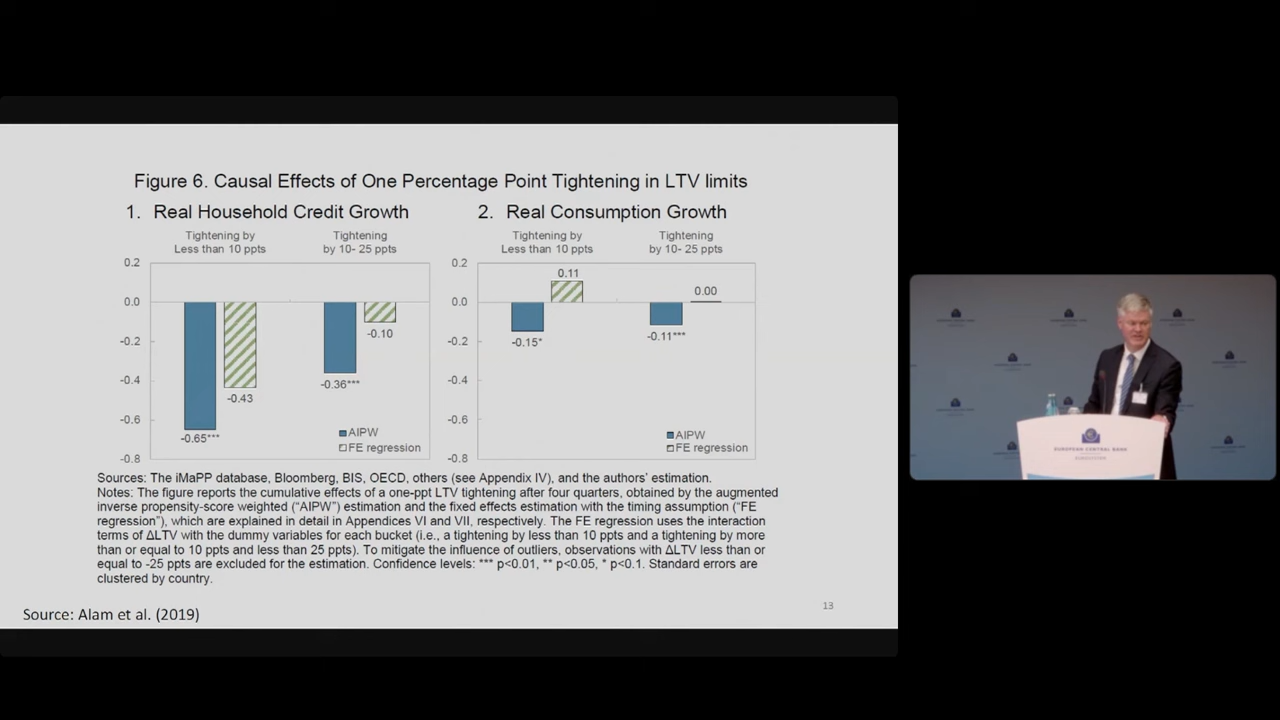 Figure 6. Causal Effects of One Percentage Point Tightening in LTV limits
1. Real Household Credit Growth
Tightening by
Less than 10 ppts
Tightening
by 10- 25 ppts
0.2
0.0
-0.2
-0.4
-0.6
-0.8
-0.65***
-0.43
-0.36***
-0.10
AIPW
FE regression
2. Real Consumption Growth
Tightening by
Less than 10 ppts
Tightening
by 10- 25 ppts
0.2
0.0
-0.2
-0.4
-0.6
-0.8
0.11
-0.15*
0.00
-0.11***
AIPW
FE regression
Sources: The iMaPP database, Bloomberg, BIS, OECD, others (see Appendix IV), and the authors' estimation.
Notes: The figure reports the cumulative effects of a one-ppt LTV tightening after four quarters, obtained by the augmented
inverse propensity-score weighted ("AIPW") estimation and the fixed effects estimation with the timing assumption ("FE
regression"), which are explained in detail in Appendices VI and VII, respectively. The FE regression uses the interaction
terms of ΔLTV with the dummy variables for each bucket (i.e., a tightening by less than 10 ppts and a tightening by more
than or equal to 10 ppts and less than 25 ppts). To mitigate the influence of outliers, observations with ΔLTV less than or
equal to -25 ppts are excluded for the estimation. Confidence levels: *** p<0.01, ** p<0.05, * p<0.1. Standard errors are
clustered by country.
13
Source: Alam et al. (2019)
EUROPEAN CENTRAL BANK